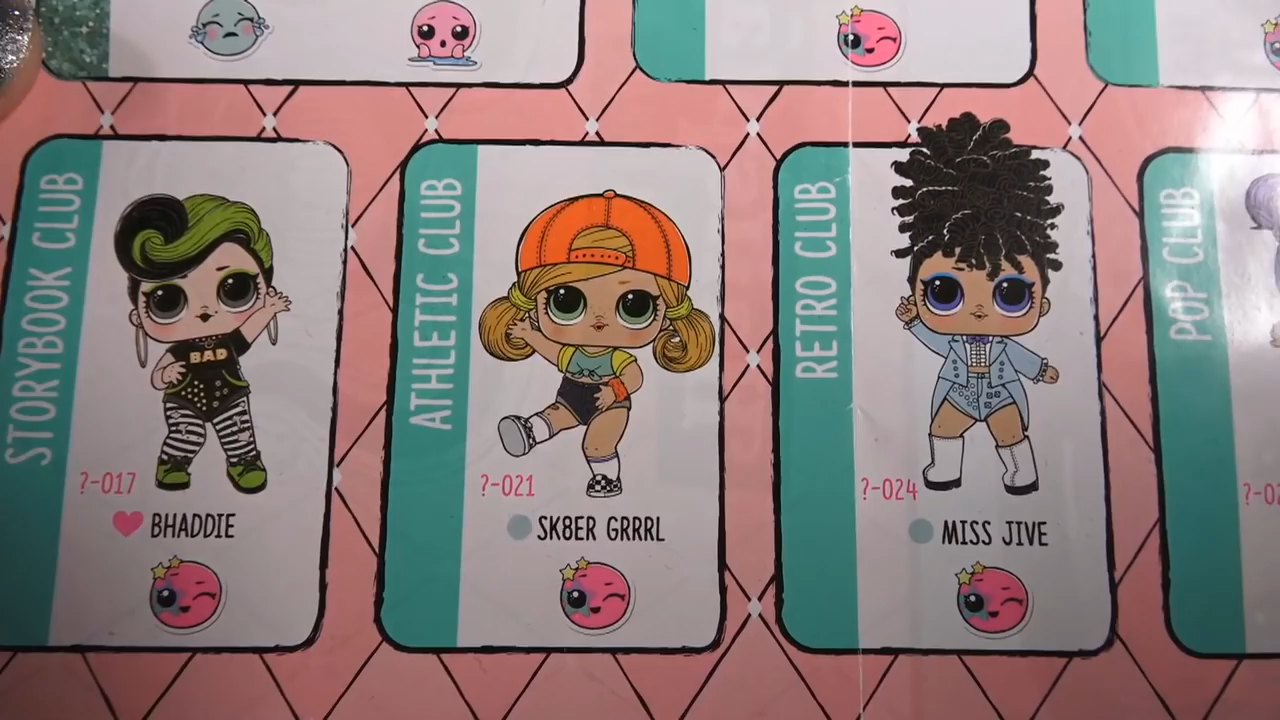 STORYBOOK CLUB
BAD
?-017
BHADDIE
ATHLETIC CLUB
?-021
SK8ER GRRRL
RETRO CLUB
?-024
MISS JIVE
POP CLUB